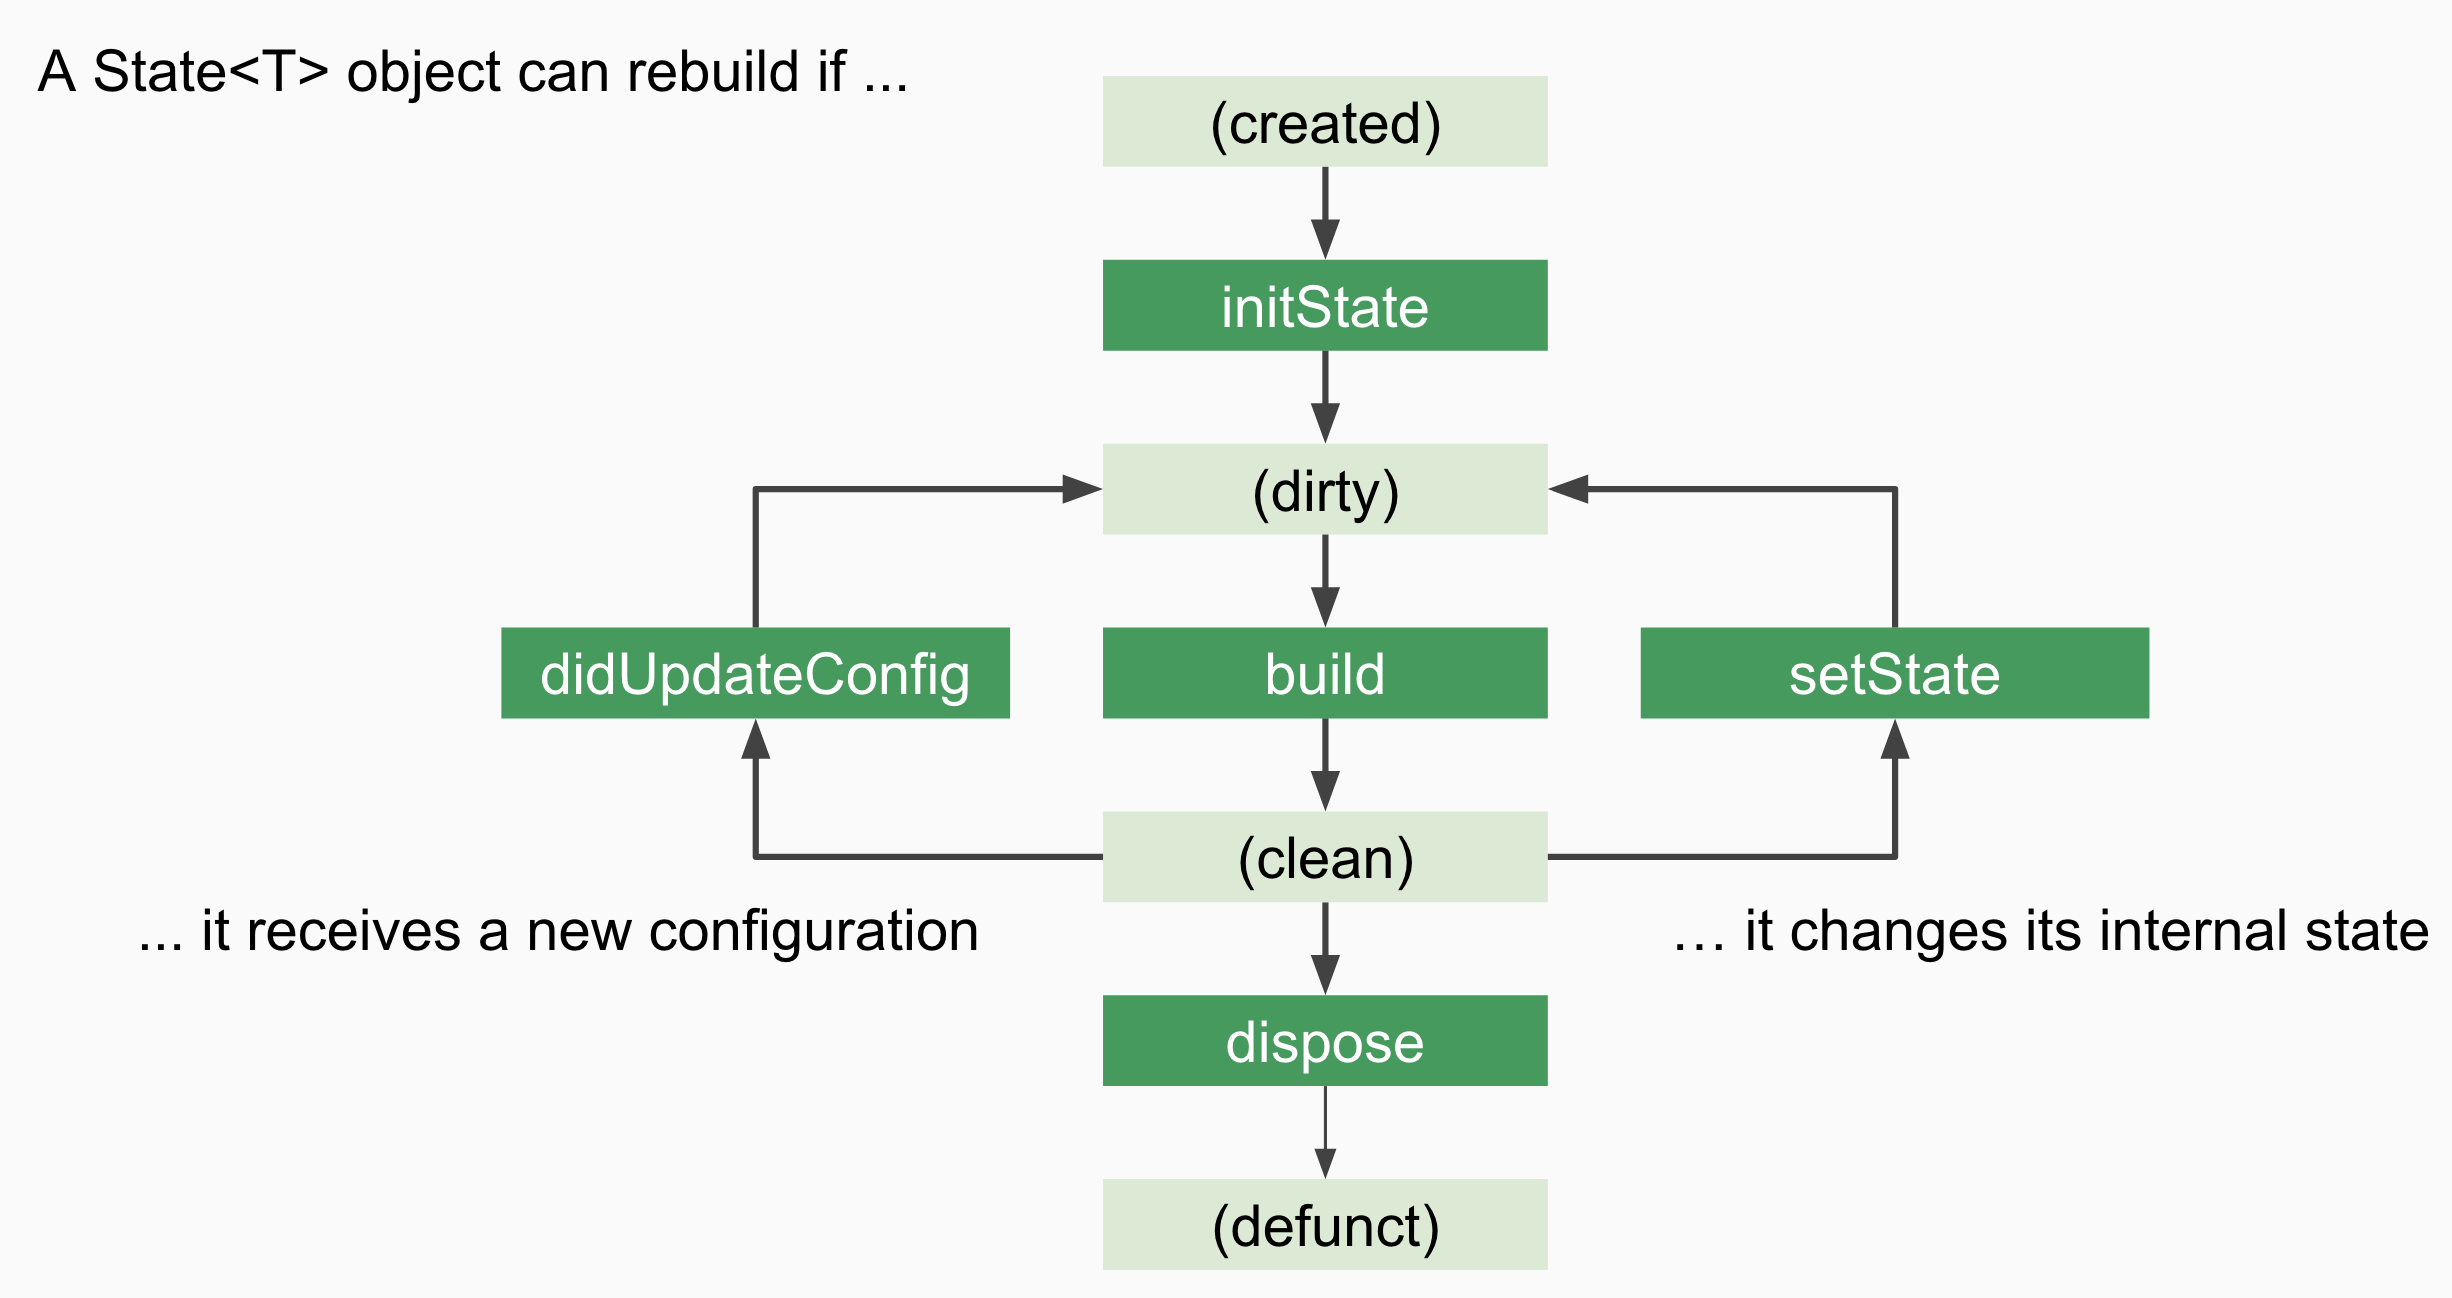 A State<T> object can rebuild if ...
(created)
initState
(dirty)
didUpdateConfig
build
setState
(clean)
... it receives a new configuration
… it changes its internal state
dispose
(defunct)